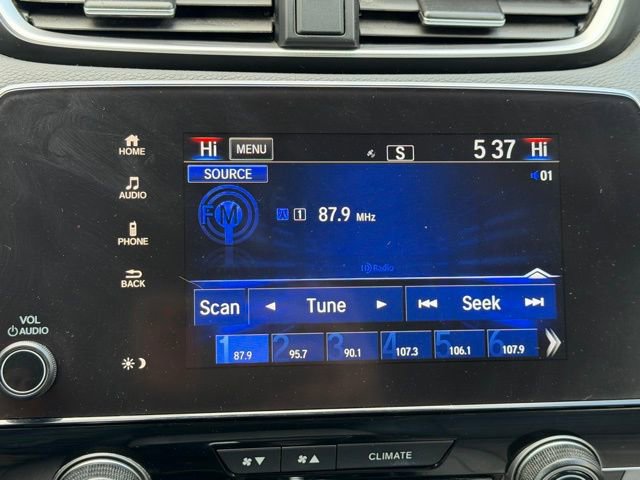 Hi MENU S 5 37 Hi
HOME
SOURCE 01
AUDIO
FM 1 87.9 MHz
PHONE
HD Radio
BACK
Scan Tune Seek
VOL
AUDIO
1 87.9 2 95.7 3 90.1 4 107.3 5 106.1 6 107.9
CLIMATE